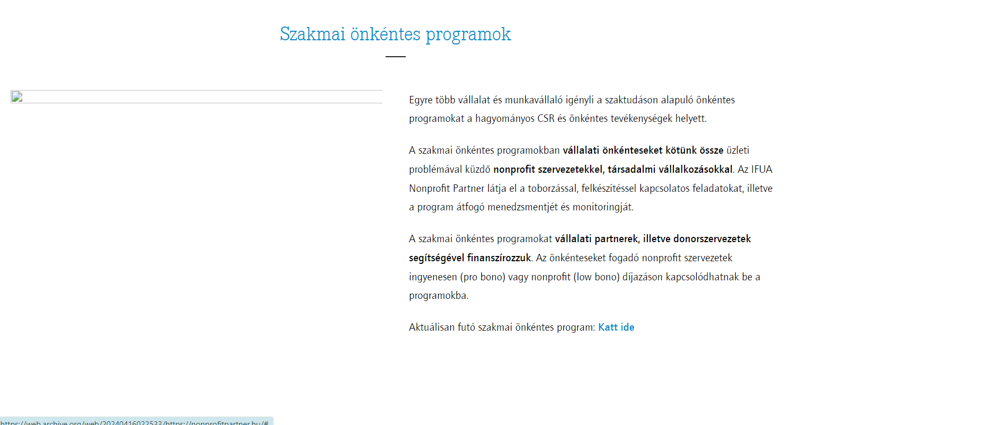 Szakmai önkéntes programok
Egyre több vállalat és munkavállaló igényli a szaktudáson alapuló önkéntes
programokat a hagyományos CSR és önkéntes tevékenységek helyett.
A szakmai önkéntes programokban vállalati önkénteseket kötünk össze üzleti
problémával küzdő nonprofit szervezetekkel, társadalmi vállalkozásokkal. Az IFUA
Nonprofit Partner látja el a toborzással, felkészítéssel kapcsolatos feladatokat, illetve
a program átfogó menedzsmentjét és monitoringját.
A szakmai önkéntes programokat vállalati partnerek, illetve donorszervezetek
segítségével finanszírozzuk. Az önkénteseket fogadó nonprofit szervezetek
ingyenesen (pro bono) vagy nonprofit (low bono) díjazáson kapcsolódhatnak be a
programokba.
Aktuálisan futó szakmai önkéntes program: Katt ide
https://web.archive.org/web/20240416022533/https://nonprofitpartner.hu/#